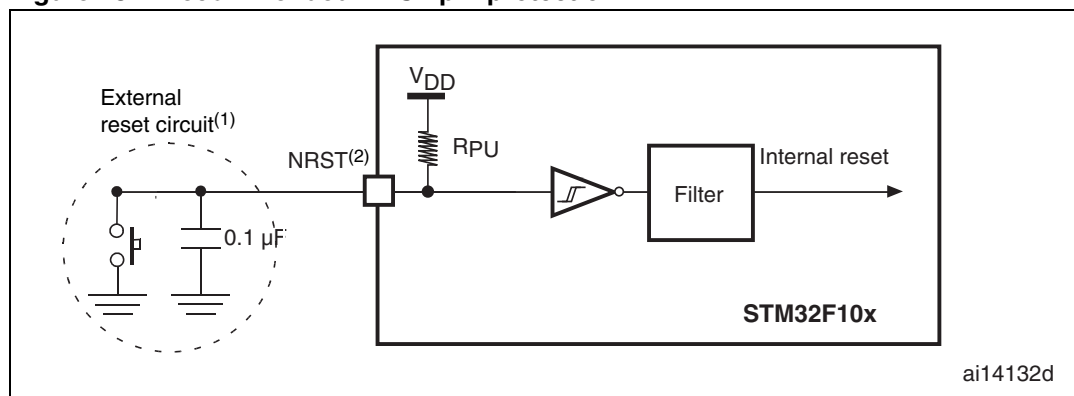 External
reset circuit(1)
VDD
RPU
NRST(2)
Internal reset
Filter
0.1 µF
STM32F10x
ai14132d